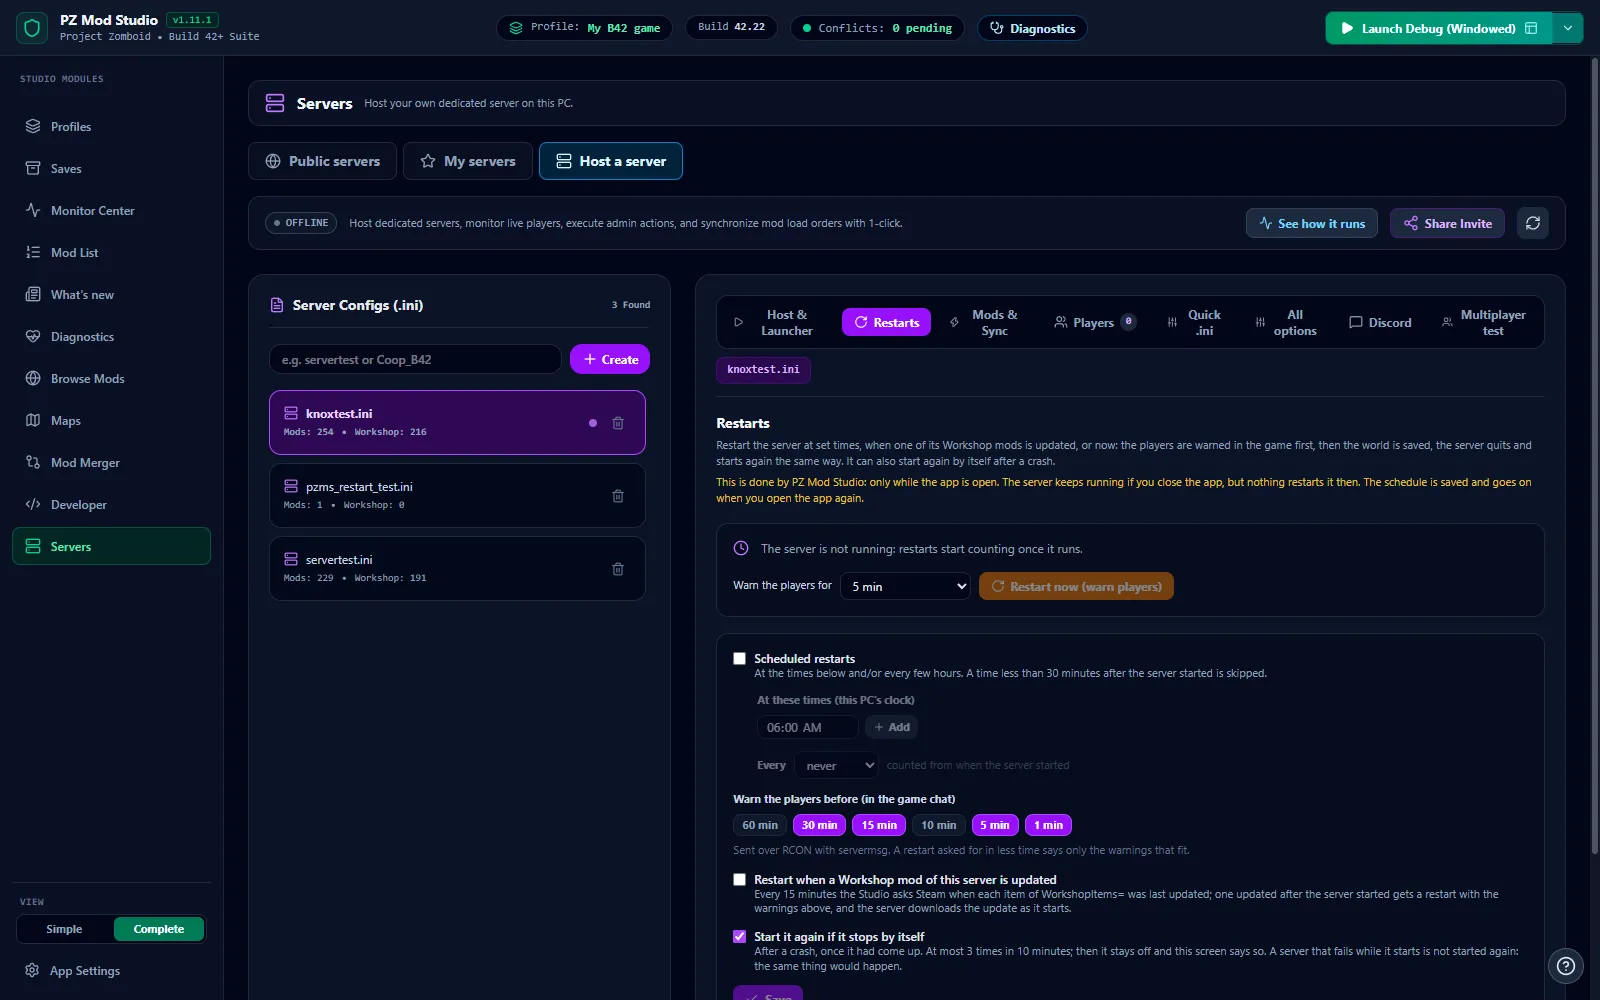 PZ Mod Studio v1.11.1
Project Zomboid • Build 42+ Suite
Profile: My B42 game
Build 42.22
Conflicts: 0 pending
Diagnostics
Launch Debug (Windowed)
STUDIO MODULES
Profiles
Saves
Monitor Center
Mod List
What's new
Diagnostics
Browse Mods
Maps
Mod Merger
Developer
Servers
VIEW
Simple
Complete
App Settings
Servers Host your own dedicated server on this PC.
Public servers
My servers
Host a server
OFFLINE Host dedicated servers, monitor live players, execute admin actions, and synchronize mod load orders with 1-click.
See how it runs
Share Invite
Server Configs (.ini)
3 Found
e.g. servertest or Coop_B42
+ Create
knoxtest.ini
Mods: 254 • Workshop: 216
pzms_restart_test.ini
Mods: 1 • Workshop: 0
servertest.ini
Mods: 229 • Workshop: 191
Host & Launcher
Restarts
Mods & Sync
Players 0
Quick .ini
All options
Discord
Multiplayer test
knoxtest.ini
Restarts
Restart the server at set times, when one of its Workshop mods is updated, or now: the players are warned in the game first, then the world is saved, the server quits and
starts again the same way. It can also start again by itself after a crash.
This is done by PZ Mod Studio: only while the app is open. The server keeps running if you close the app, but nothing restarts it then. The schedule is saved and goes on
when you open the app again.
The server is not running: restarts start counting once it runs.
Warn the players for 5 min
Restart now (warn players)
Scheduled restarts
At the times below and/or every few hours. A time less than 30 minutes after the server started is skipped.
At these times (this PC's clock)
06:00 AM
+ Add
Every never counted from when the server started
Warn the players before (in the game chat)
60 min 30 min 15 min 10 min 5 min 1 min
Sent over RCON with servermsg. A restart asked for in less time says only the warnings that fit.
Restart when a Workshop mod of this server is updated
Every 15 minutes the Studio asks Steam when each item of WorkshopItems= was last updated; one updated after the server started gets a restart with the
warnings above, and the server downloads the update as it starts.
Start it again if it stops by itself
After a crash, once it had come up. At most 3 times in 10 minutes; then it stays off and this screen says so. A server that fails while it starts is not started again:
the same thing would happen.
Save